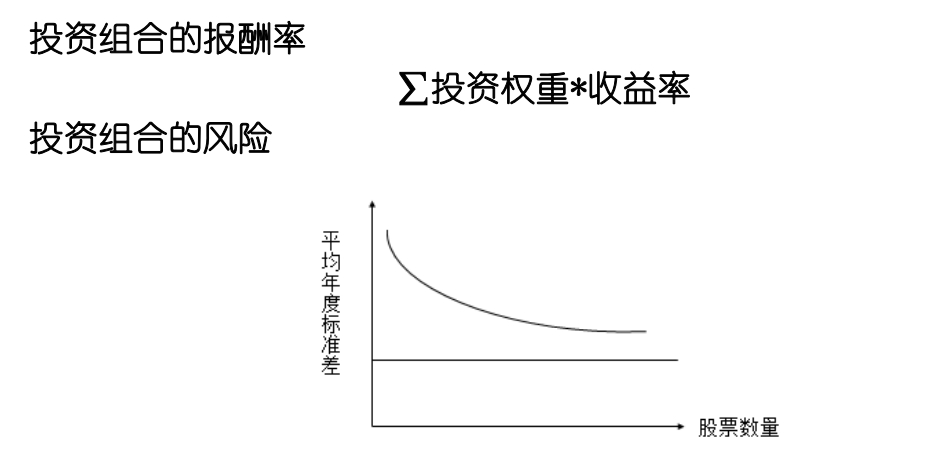 投资组合的报酬率
∑投资权重*收益率
投资组合的风险
平均年度标准差
股票数量